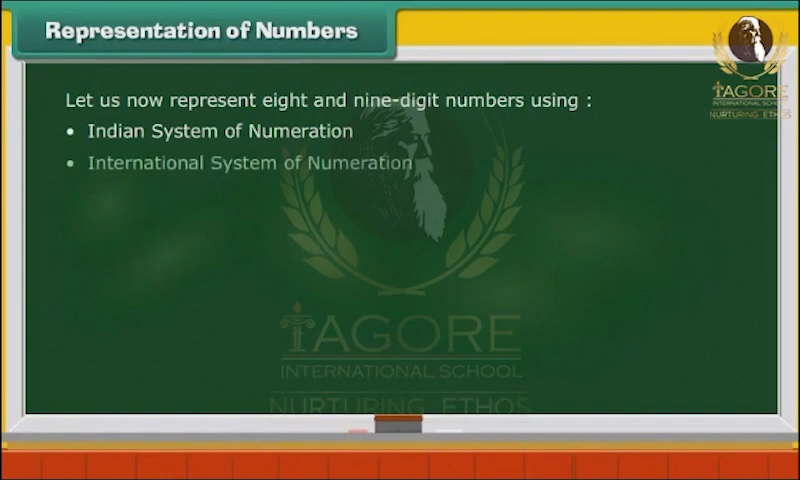 Representation of Numbers
TAGORE
INTERNATIONAL SCHOOL
NURTURING ETHOS
Let us now represent eight and nine-digit numbers using :
• Indian System of Numeration
• International System of Numeration
TAGORE
INTERNATIONAL SCHOOL
NURTURING ETHOS